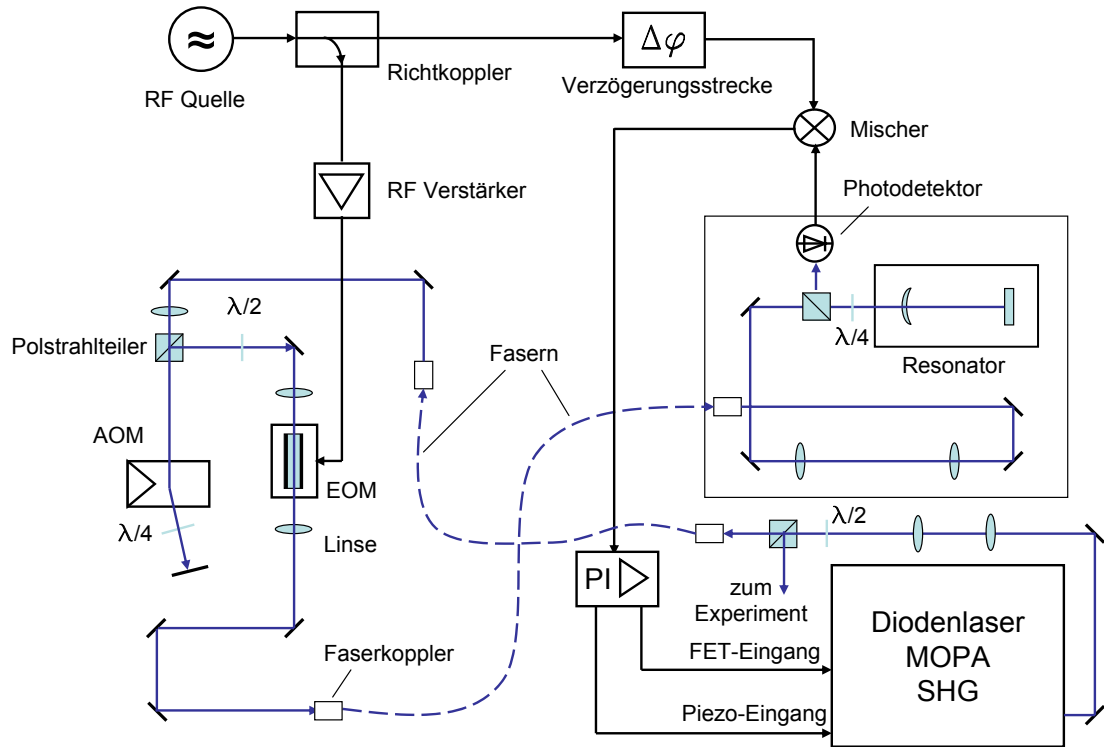 ≈
RF Quelle
Richtkoppler
Δφ
Verzögerungsstrecke
Mischer
RF Verstärker
Photodetektor
λ/2
Polstrahlteiler
λ/4
Resonator
Fasern
AOM
EOM
λ/4
Linse
λ/2
PI
zum
Experiment
Diodenlaser
MOPA
SHG
Faserkoppler
FET-Eingang
Piezo-Eingang